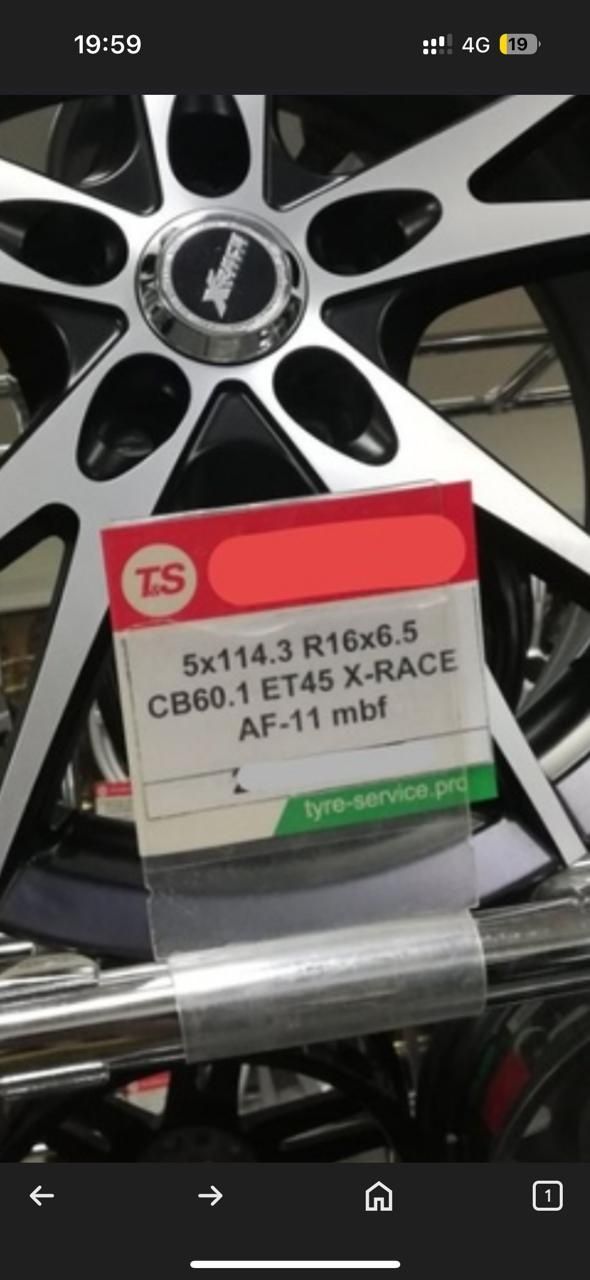 19:59
4G
19
T&S
5x114.3 R16x6.5
CB60.1 ET45 X-RACE
AF-11 mbf
tyre-service.pro
1